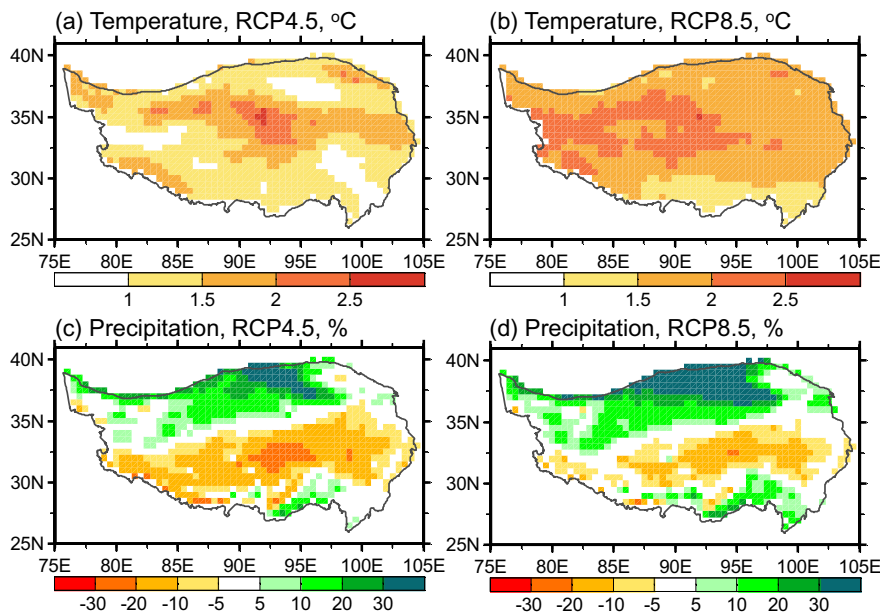 (a) Temperature, RCP4.5, °C
(b) Temperature, RCP8.5, °C
40N
35N
30N
25N
75E 80E 85E 90E 95E 100E 105E
40N
35N
30N
25N
75E 80E 85E 90E 95E 100E 105E
1 1.5 2 2.5
1 1.5 2 2.5
(c) Precipitation, RCP4.5, %
(d) Precipitation, RCP8.5, %
40N
35N
30N
25N
75E 80E 85E 90E 95E 100E 105E
40N
35N
30N
25N
75E 80E 85E 90E 95E 100E 105E
-30 -20 -10 -5 5 10 20 30
-30 -20 -10 -5 5 10 20 30